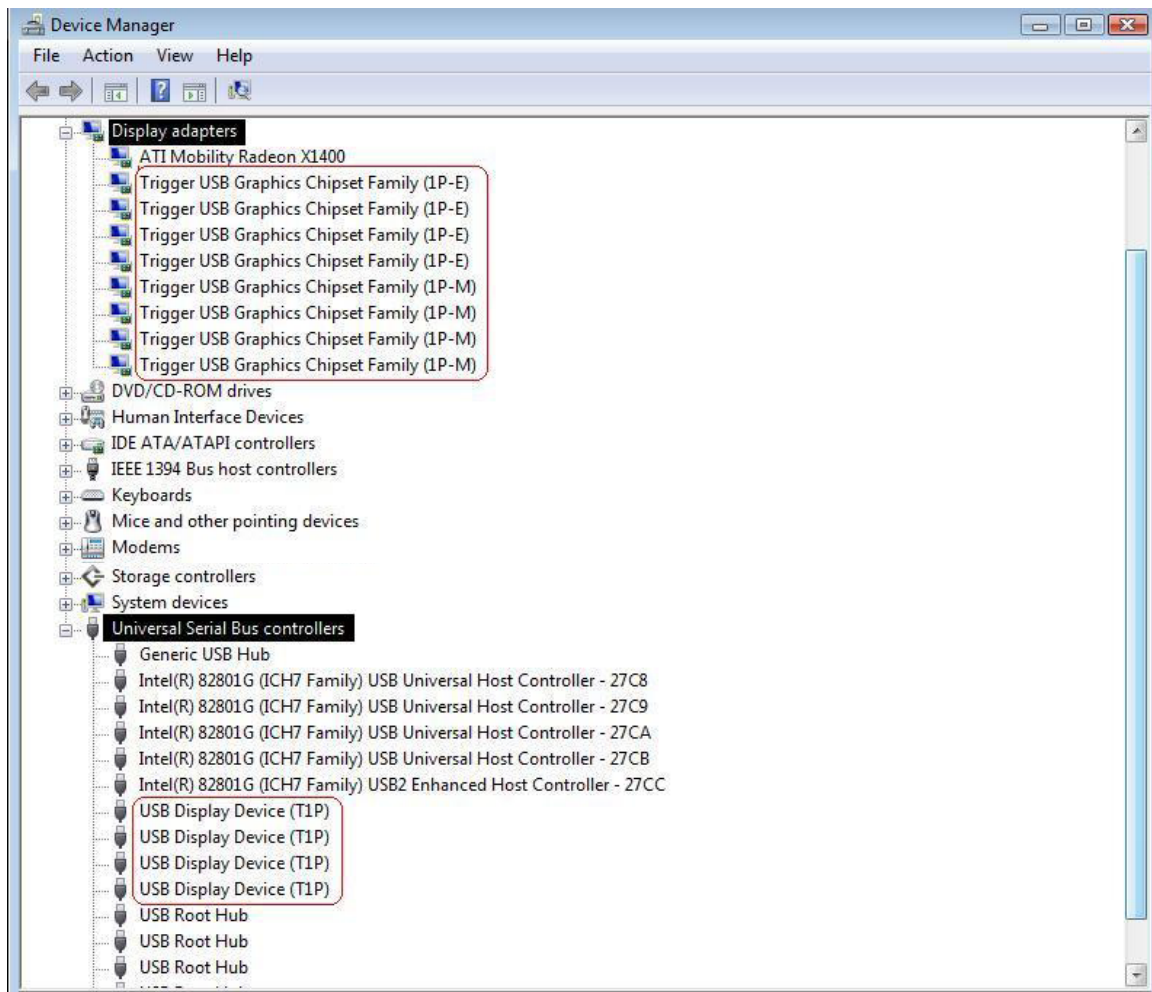 Device Manager
File Action View Help
Display adapters
ATI Mobility Radeon X1400
Trigger USB Graphics Chipset Family (1P-E)
Trigger USB Graphics Chipset Family (1P-E)
Trigger USB Graphics Chipset Family (1P-E)
Trigger USB Graphics Chipset Family (1P-E)
Trigger USB Graphics Chipset Family (1P-M)
Trigger USB Graphics Chipset Family (1P-M)
Trigger USB Graphics Chipset Family (1P-M)
Trigger USB Graphics Chipset Family (1P-M)
DVD/CD-ROM drives
Human Interface Devices
IDE ATA/ATAPI controllers
IEEE 1394 Bus host controllers
Keyboards
Mice and other pointing devices
Modems
Storage controllers
System devices
Universal Serial Bus controllers
Generic USB Hub
Intel(R) 82801G (ICH7 Family) USB Universal Host Controller - 27C8
Intel(R) 82801G (ICH7 Family) USB Universal Host Controller - 27C9
Intel(R) 82801G (ICH7 Family) USB Universal Host Controller - 27CA
Intel(R) 82801G (ICH7 Family) USB Universal Host Controller - 27CB
Intel(R) 82801G (ICH7 Family) USB2 Enhanced Host Controller - 27CC
USB Display Device (T1P)
USB Display Device (T1P)
USB Display Device (T1P)
USB Display Device (T1P)
USB Root Hub
USB Root Hub
USB Root Hub